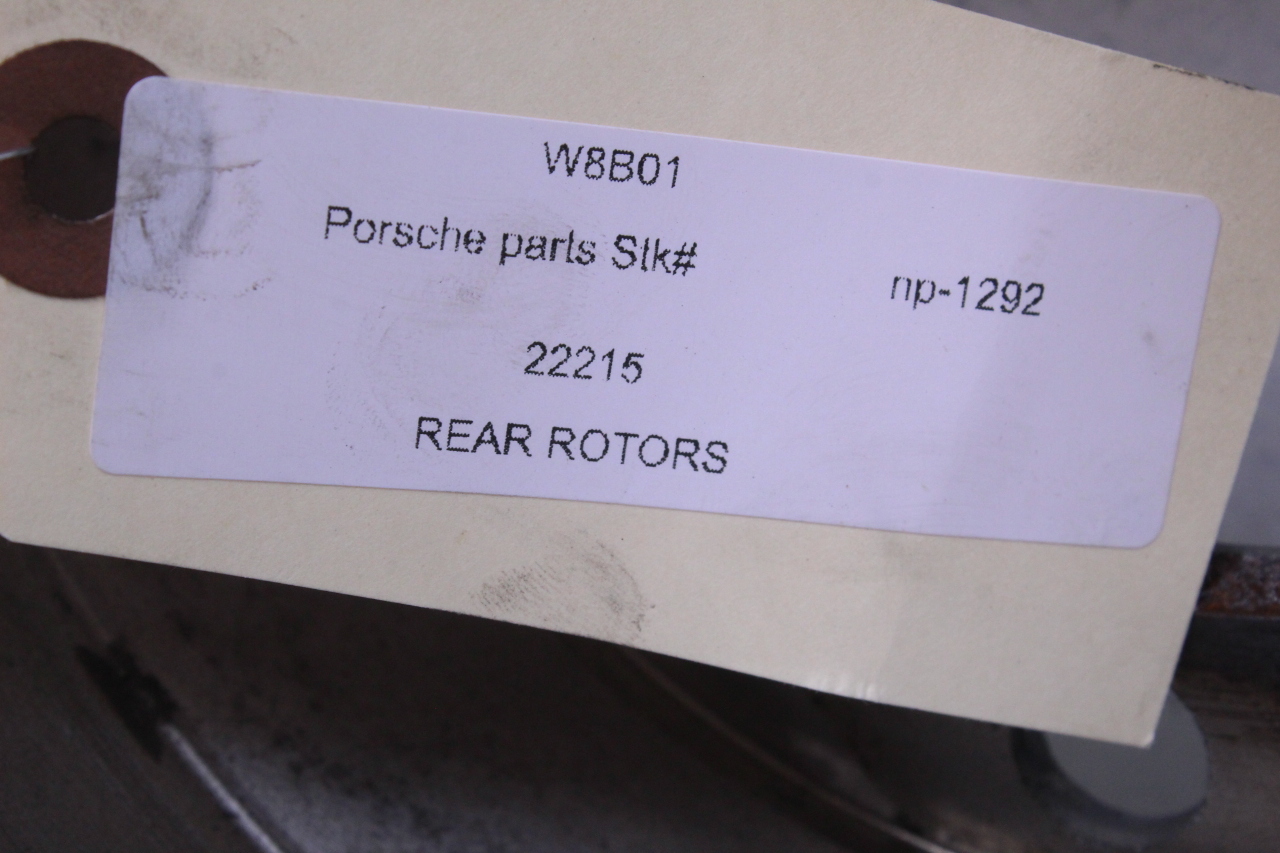 W8B01
Porsche parts Stk#
np-1292
22215
REAR ROTORS